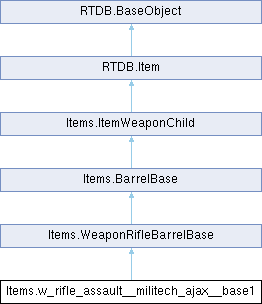 RTDB.BaseObject
RTDB.Item
Items.ItemWeaponChild
Items.BarrelBase
Items.WeaponRifleBarrelBase
Items.w_rifle_assault__militech_ajax__base1